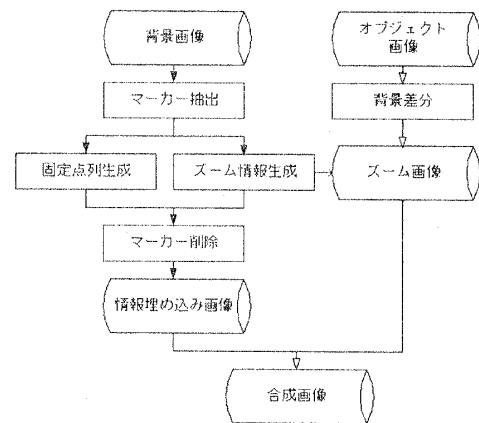 背景画像
オブジェクト
画像
マーカー抽出
背景差分
固定点列生成
ズーム情報生成
ズーム画像
マーカー削除
情報埋め込み画像
合成画像